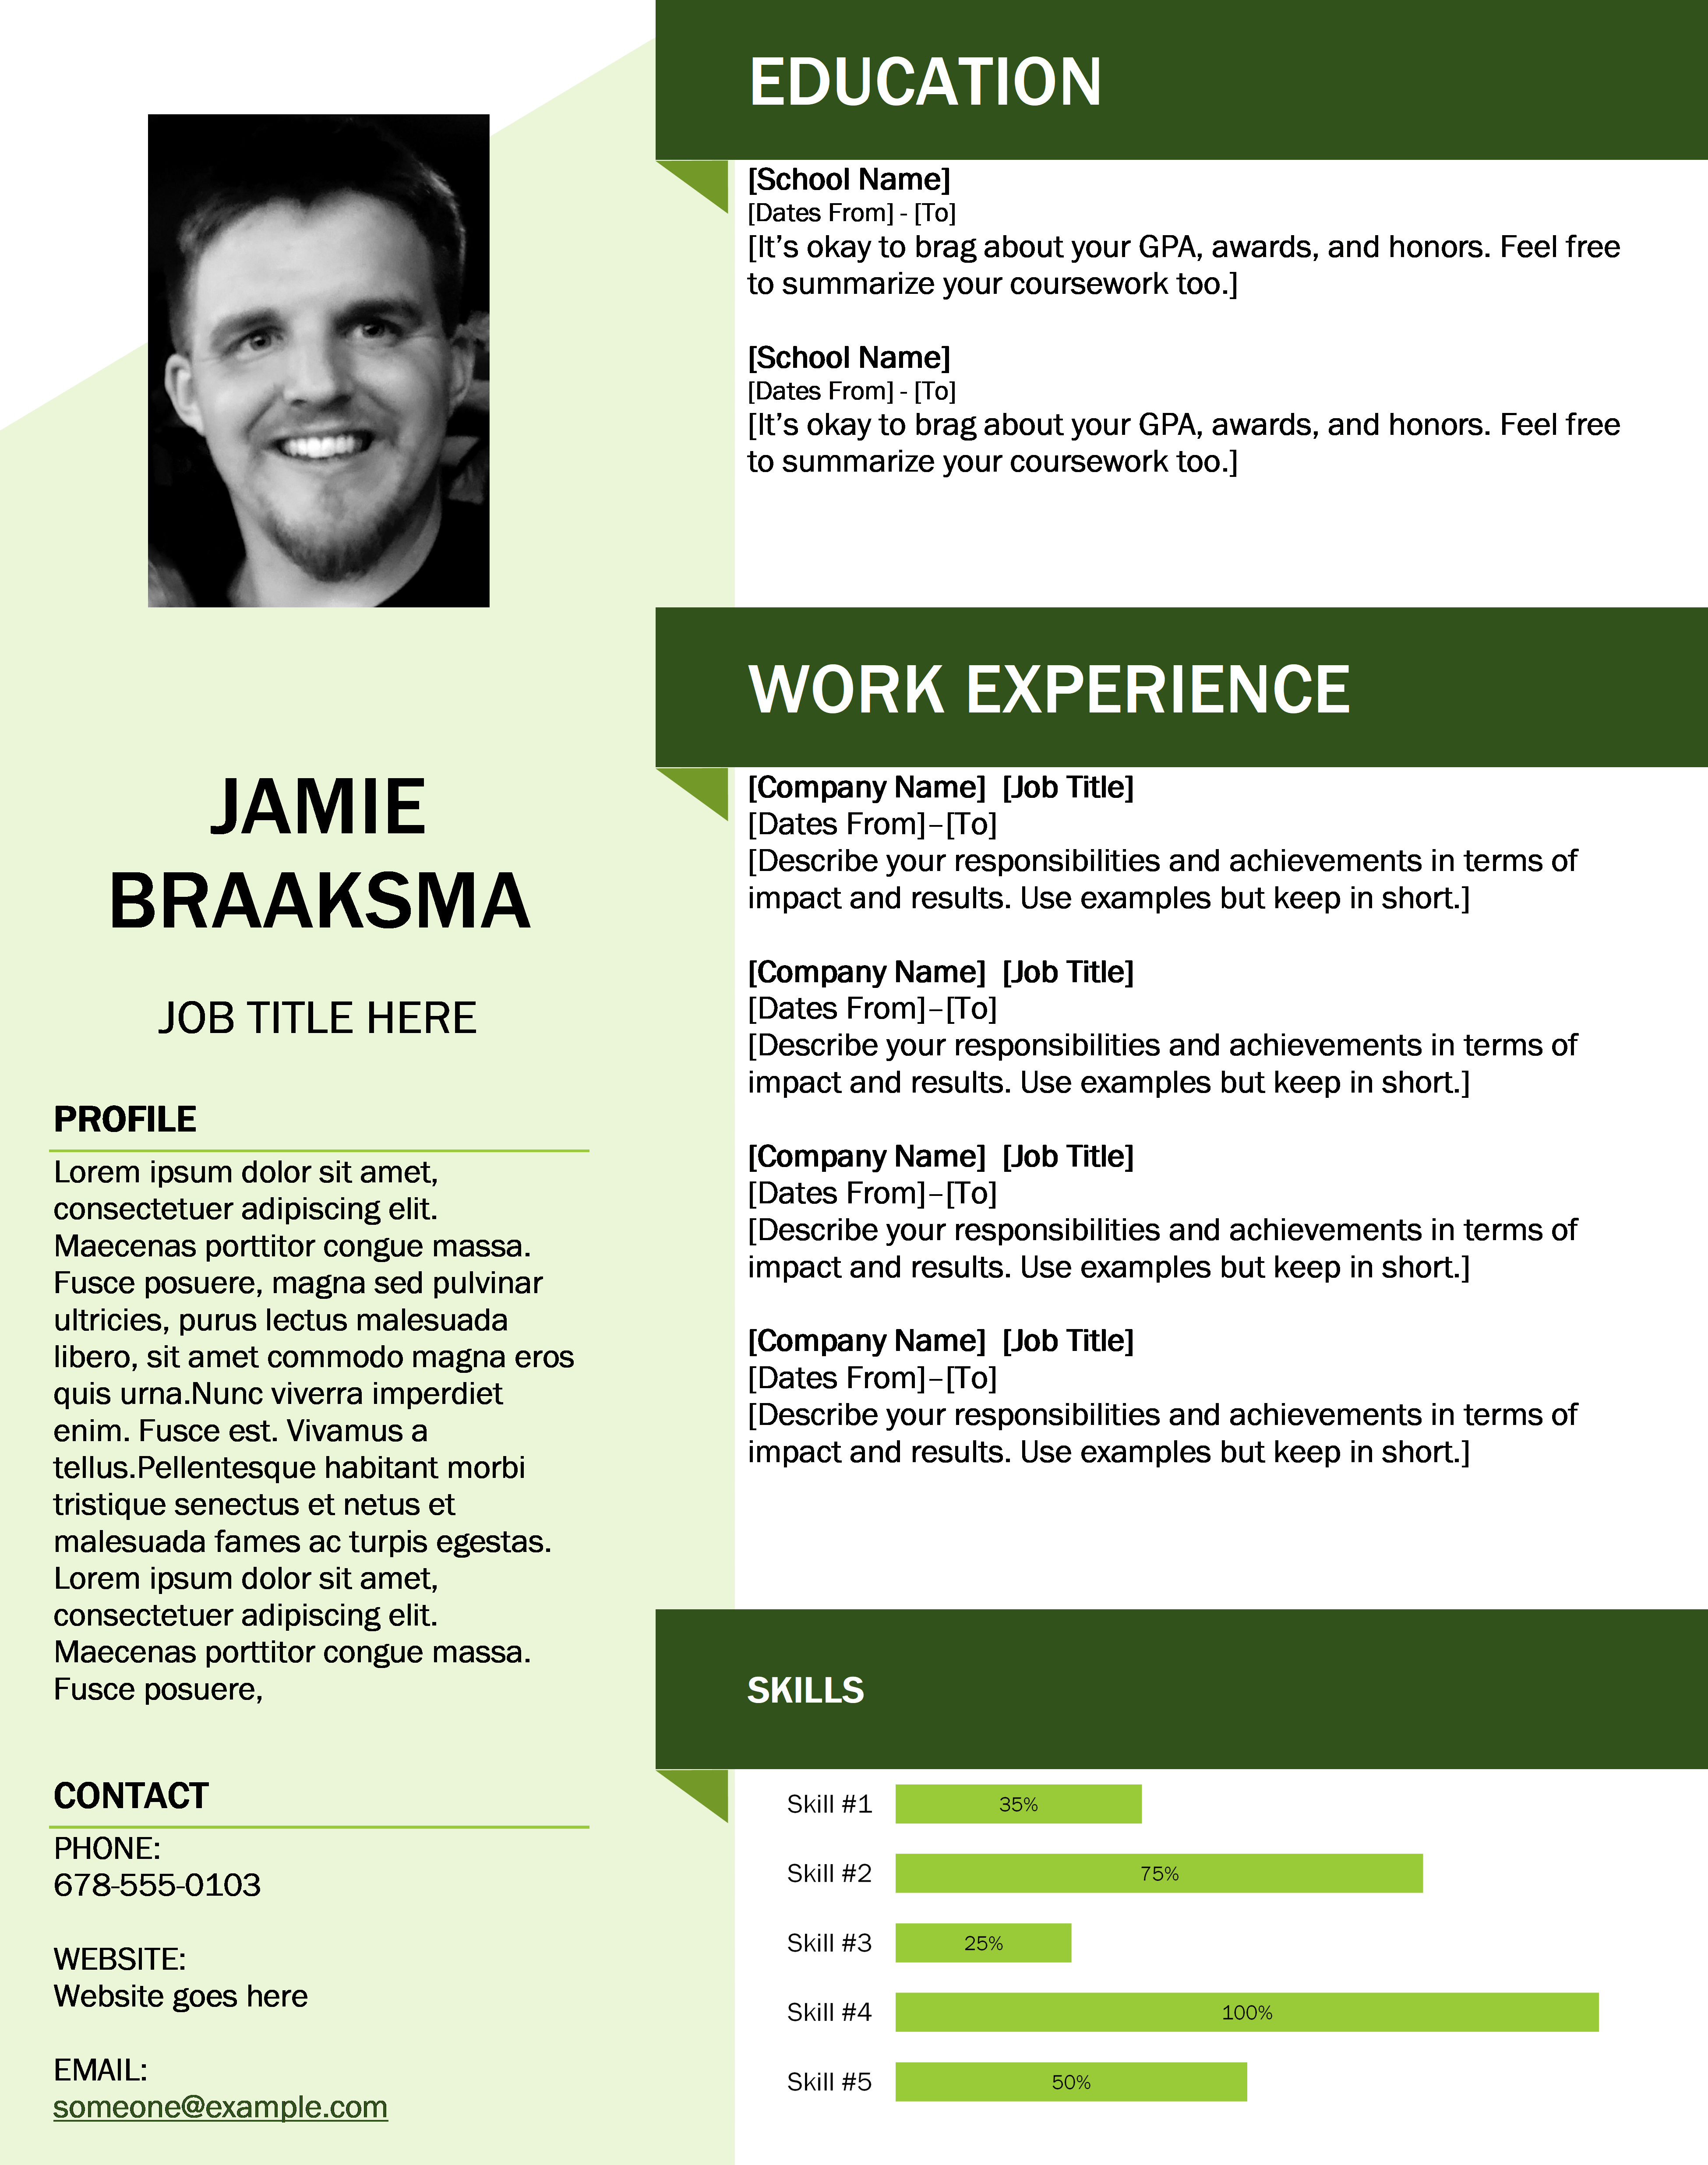 JAMIE
BRAAKSMA
JOB TITLE HERE
PROFILE
Lorem ipsum dolor sit amet,
consectetuer adipiscing elit.
Maecenas porttitor congue massa.
Fusce posuere, magna sed pulvinar
ultricies, purus lectus malesuada
libero, sit amet commodo magna eros
quis urna.Nunc viverra imperdiet
enim. Fusce est. Vivamus a
tellus.Pellentesque habitant morbi
tristique senectus et netus et
malesuada fames ac turpis egestas.
Lorem ipsum dolor sit amet,
consectetuer adipiscing elit.
Maecenas porttitor congue massa.
Fusce posuere,
CONTACT
PHONE:
678-555-0103
WEBSITE:
Website goes here
EMAIL:
someone@example.com
EDUCATION
[School Name]
[Dates From] - [To]
[It’s okay to brag about your GPA, awards, and honors. Feel free
to summarize your coursework too.]
[School Name]
[Dates From] - [To]
[It’s okay to brag about your GPA, awards, and honors. Feel free
to summarize your coursework too.]
WORK EXPERIENCE
[Company Name]  [Job Title]
[Dates From]–[To]
[Describe your responsibilities and achievements in terms of
impact and results. Use examples but keep in short.]
[Company Name]  [Job Title]
[Dates From]–[To]
[Describe your responsibilities and achievements in terms of
impact and results. Use examples but keep in short.]
[Company Name]  [Job Title]
[Dates From]–[To]
[Describe your responsibilities and achievements in terms of
impact and results. Use examples but keep in short.]
[Company Name]  [Job Title]
[Dates From]–[To]
[Describe your responsibilities and achievements in terms of
impact and results. Use examples but keep in short.]
SKILLS
Skill #1 35%
Skill #2 75%
Skill #3 25%
Skill #4 100%
Skill #5 50%